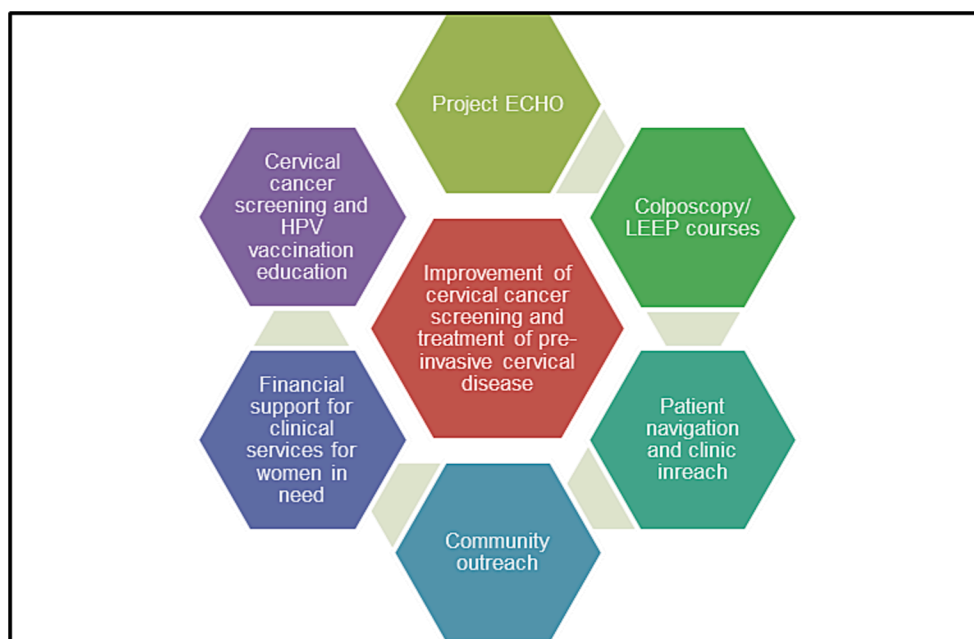 Project ECHO
Colposcopy/
LEEP courses
Patient
navigation
and clinic
inreach
Community
outreach
Financial
support for
clinical
services for
women in
need
Cervical
cancer
screening and
HPV
vaccination
education
Improvement of
cervical cancer
screening and
treatment of pre-
invasive cervical
disease